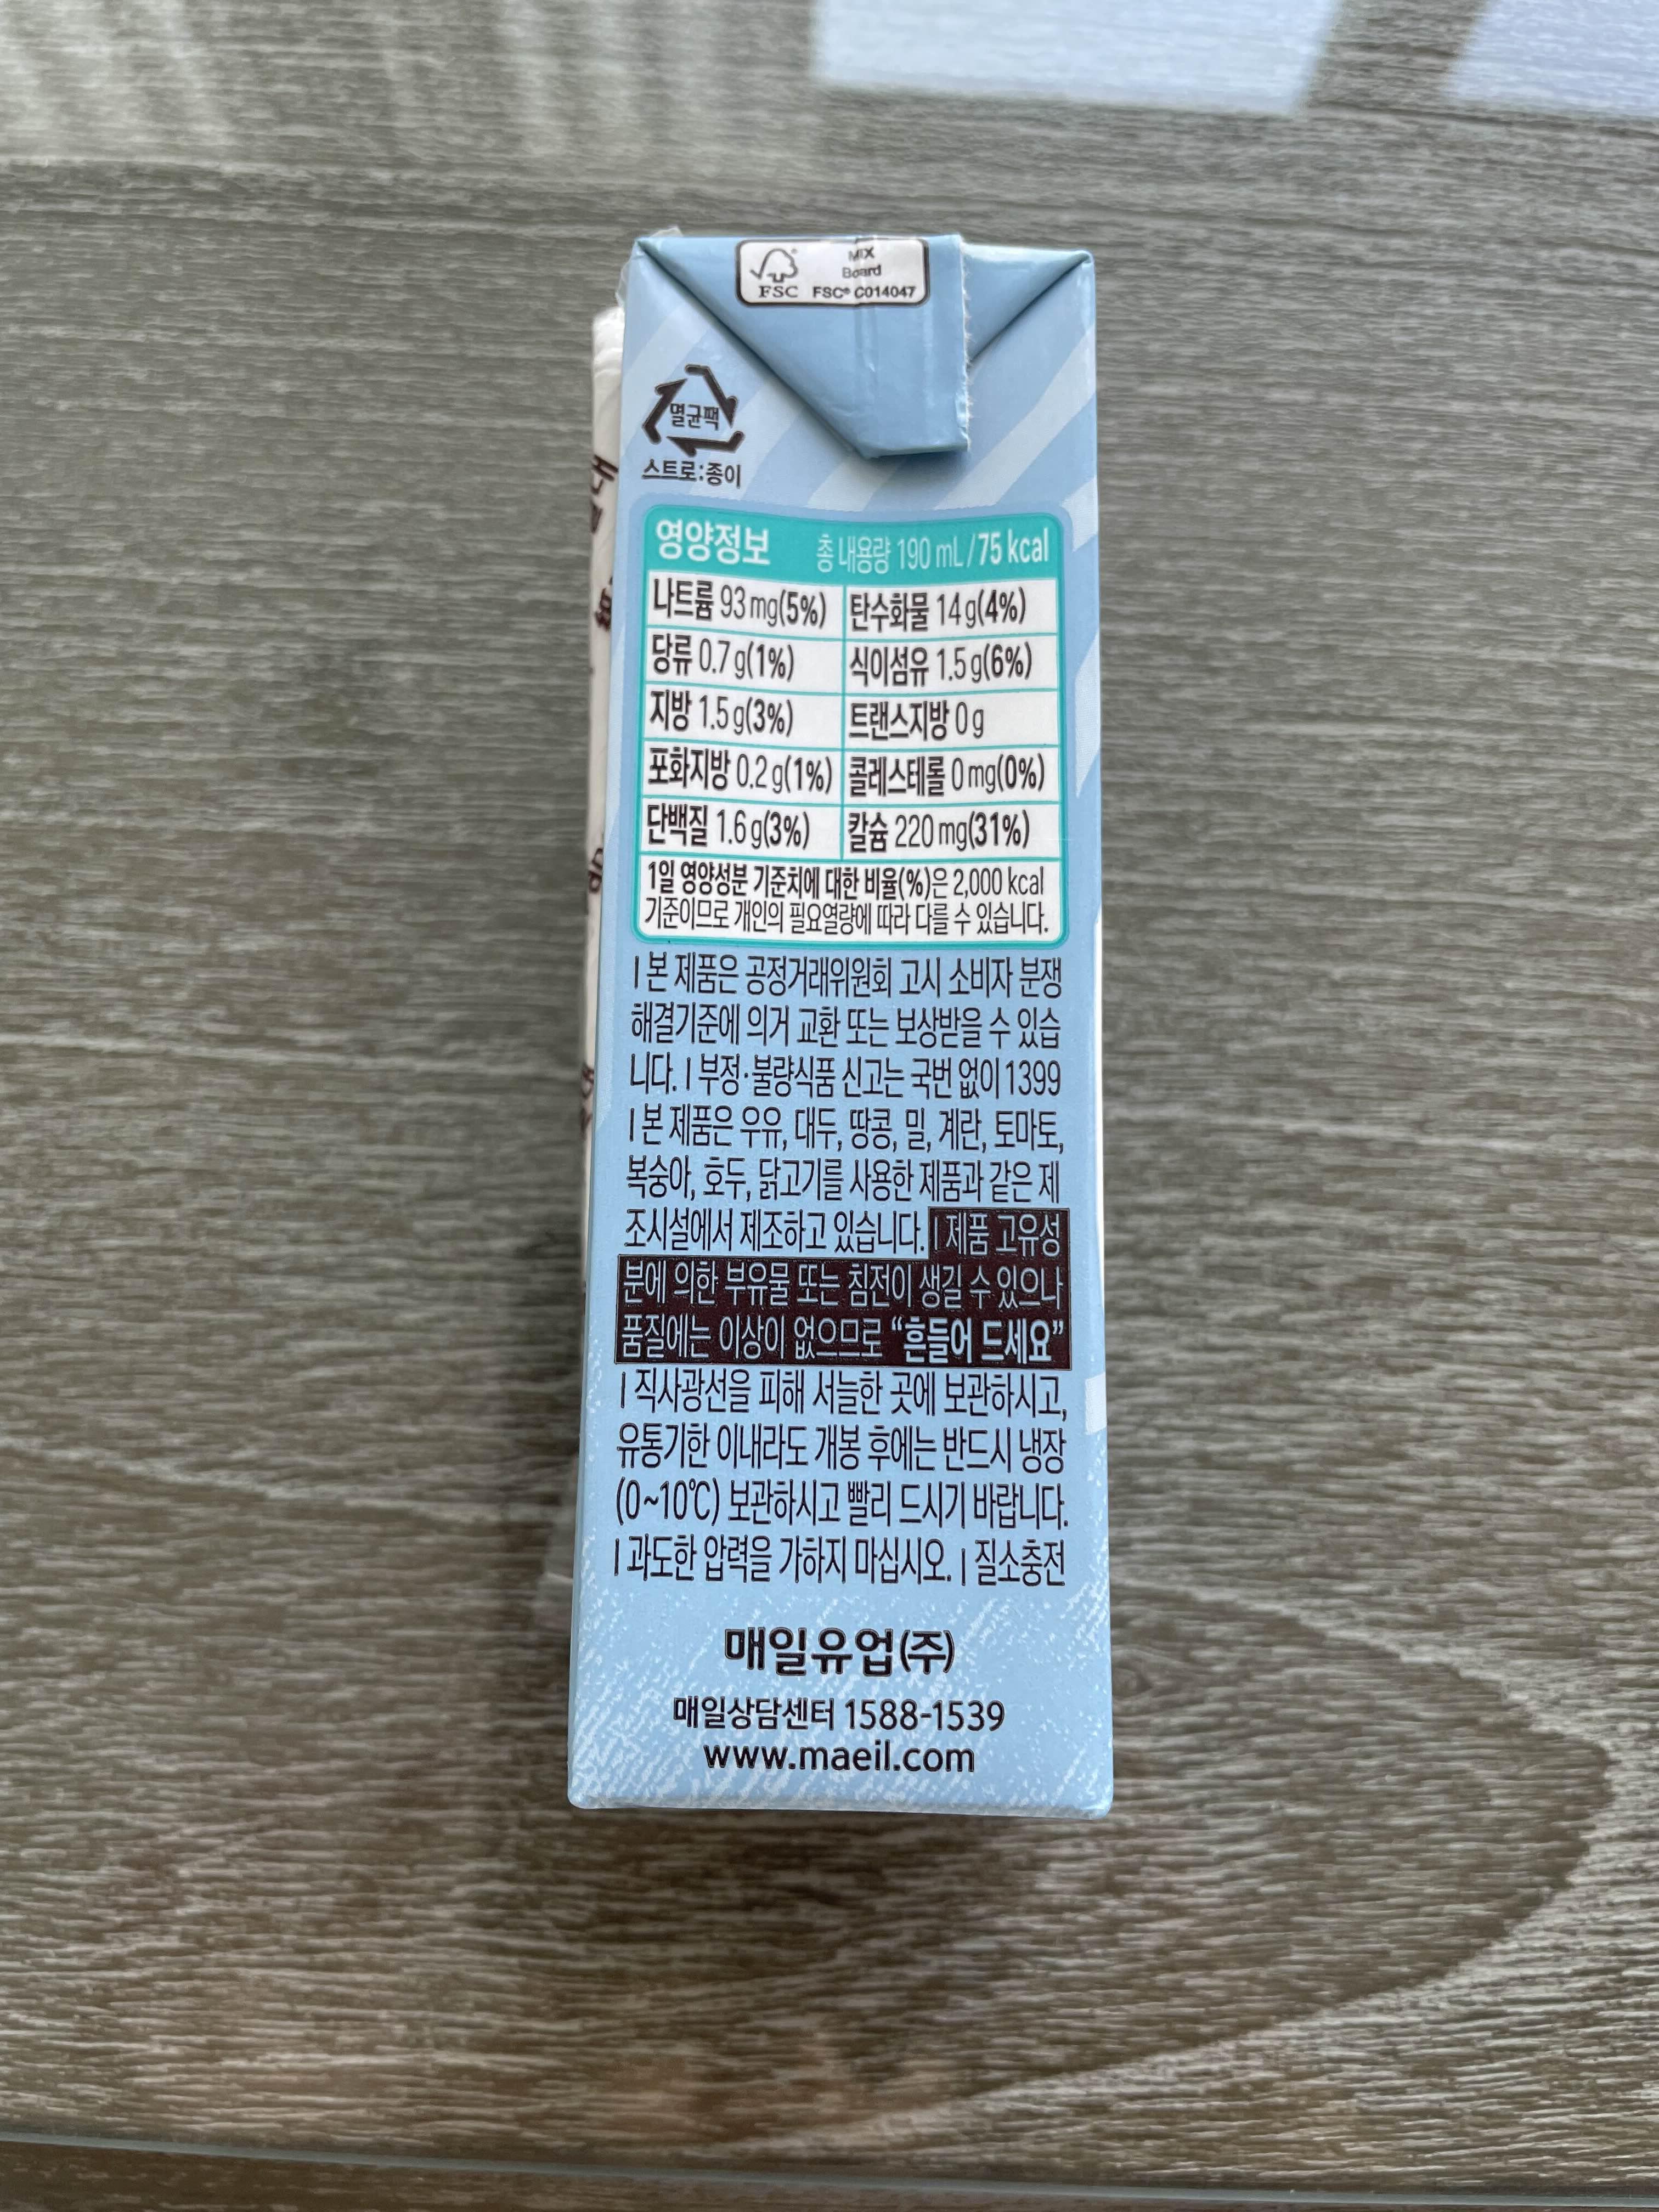 FSC
MIX
Board
FSC® C014047
멸균팩
스트로:종이
영양정보 총 내용량 190 mL/75 kcal
나트륨 93 mg(5%) 탄수화물 14 g(4%)
당류 0.7 g(1%) 식이섬유 1.5 g(6%)
지방 1.5 g(3%) 트랜스지방 0 g
포화지방 0.2 g(1%) 콜레스테롤 0 mg(0%)
단백질 1.6 g(3%) 칼슘 220 mg(31%)
1일 영양성분 기준치에 대한 비율(%)은 2,000 kcal
기준이므로 개인의 필요열량에 따라 다를 수 있습니다.
| 본 제품은 공정거래위원회 고시 소비자 분쟁
해결기준에 의거 교환 또는 보상받을 수 있습
니다. | 부정·불량식품 신고는 국번 없이 1399
| 본 제품은 우유, 대두, 땅콩, 밀, 계란, 토마토,
복숭아, 호두, 닭고기를 사용한 제품과 같은 제
조시설에서 제조하고 있습니다. | 제품 고유성
분에 의한 부유물 또는 침전이 생길 수 있으나
품질에는 이상이 없으므로 “흔들어 드세요”
| 직사광선을 피해 서늘한 곳에 보관하시고,
유통기한 이내라도 개봉 후에는 반드시 냉장
(0~10℃) 보관하시고 빨리 드시기 바랍니다.
| 과도한 압력을 가하지 마십시오. | 질소충전
매일유업(주)
매일상담센터 1588-1539
www.maeil.com